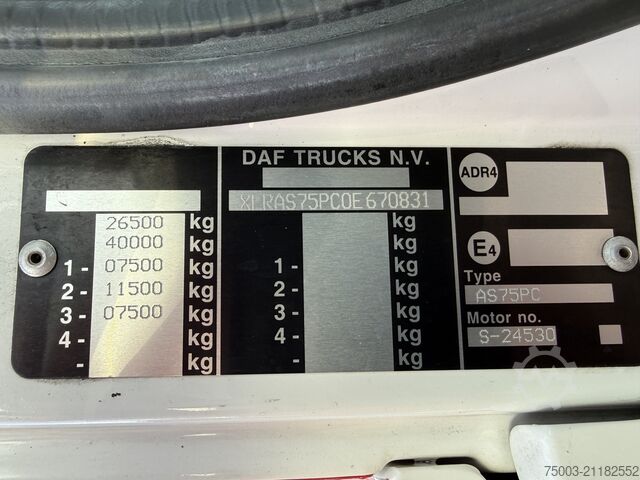 DAF TRUCKS N.V.
XLRAS75PC0E670831
26500 kg
40000 kg
1 - 07500 kg
2 - 11500 kg
3 - 07500 kg
4 - kg
- kg
kg
kg
1 - kg
2 - kg
3 - kg
4 - kg
- kg
ADR4
E4
Type
AS75PC
Motor no.
S-24530
75003-21182552